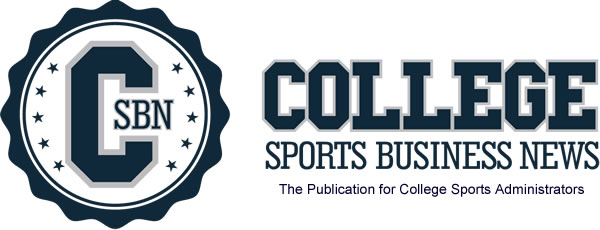 C
SBN
COLLEGE
SPORTS BUSINESS NEWS
The Publication for College Sports Administrators